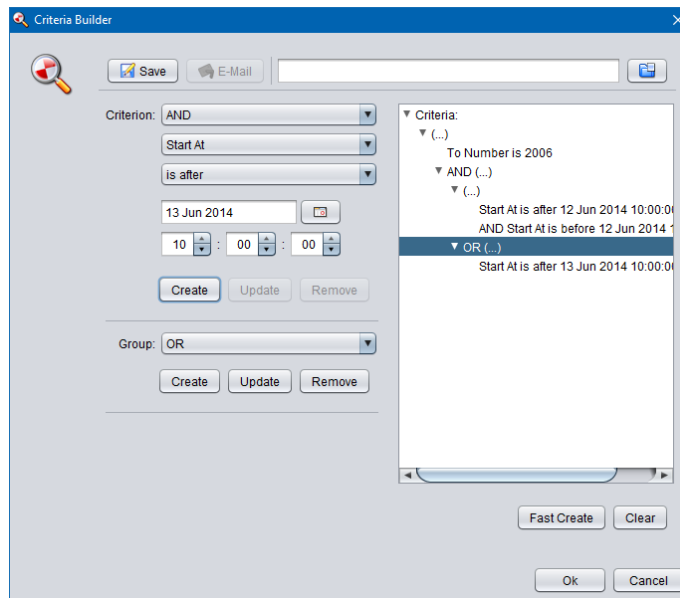 Criteria Builder
Save
E-Mail
Criterion: AND
Start At
is after
13 Jun 2014
10 : 00 : 00
Create Update Remove
Group: OR
Create Update Remove
Criteria:
(...)
To Number is 2006
AND (...)
(...)
Start At is after 12 Jun 2014 10:00:0
AND Start At is before 12 Jun 2014
OR (...)
Start At is after 13 Jun 2014 10:00:0
Fast Create Clear
Ok Cancel